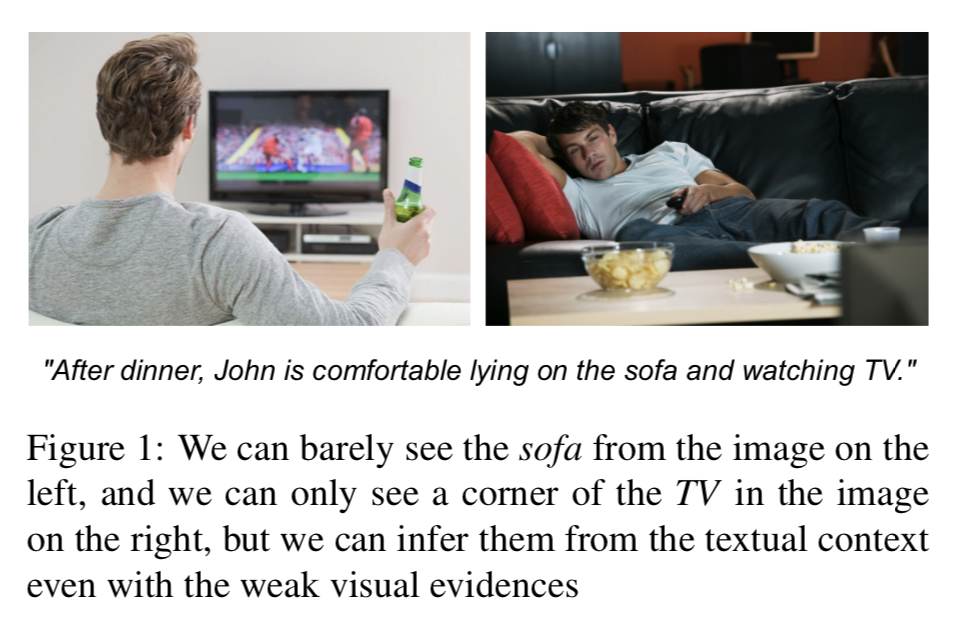 "After dinner, John is comfortable lying on the sofa and watching TV."
Figure 1: We can barely see the sofa from the image on the
left, and we can only see a corner of the TV in the image
on the right, but we can infer them from the textual context
even with the weak visual evidences